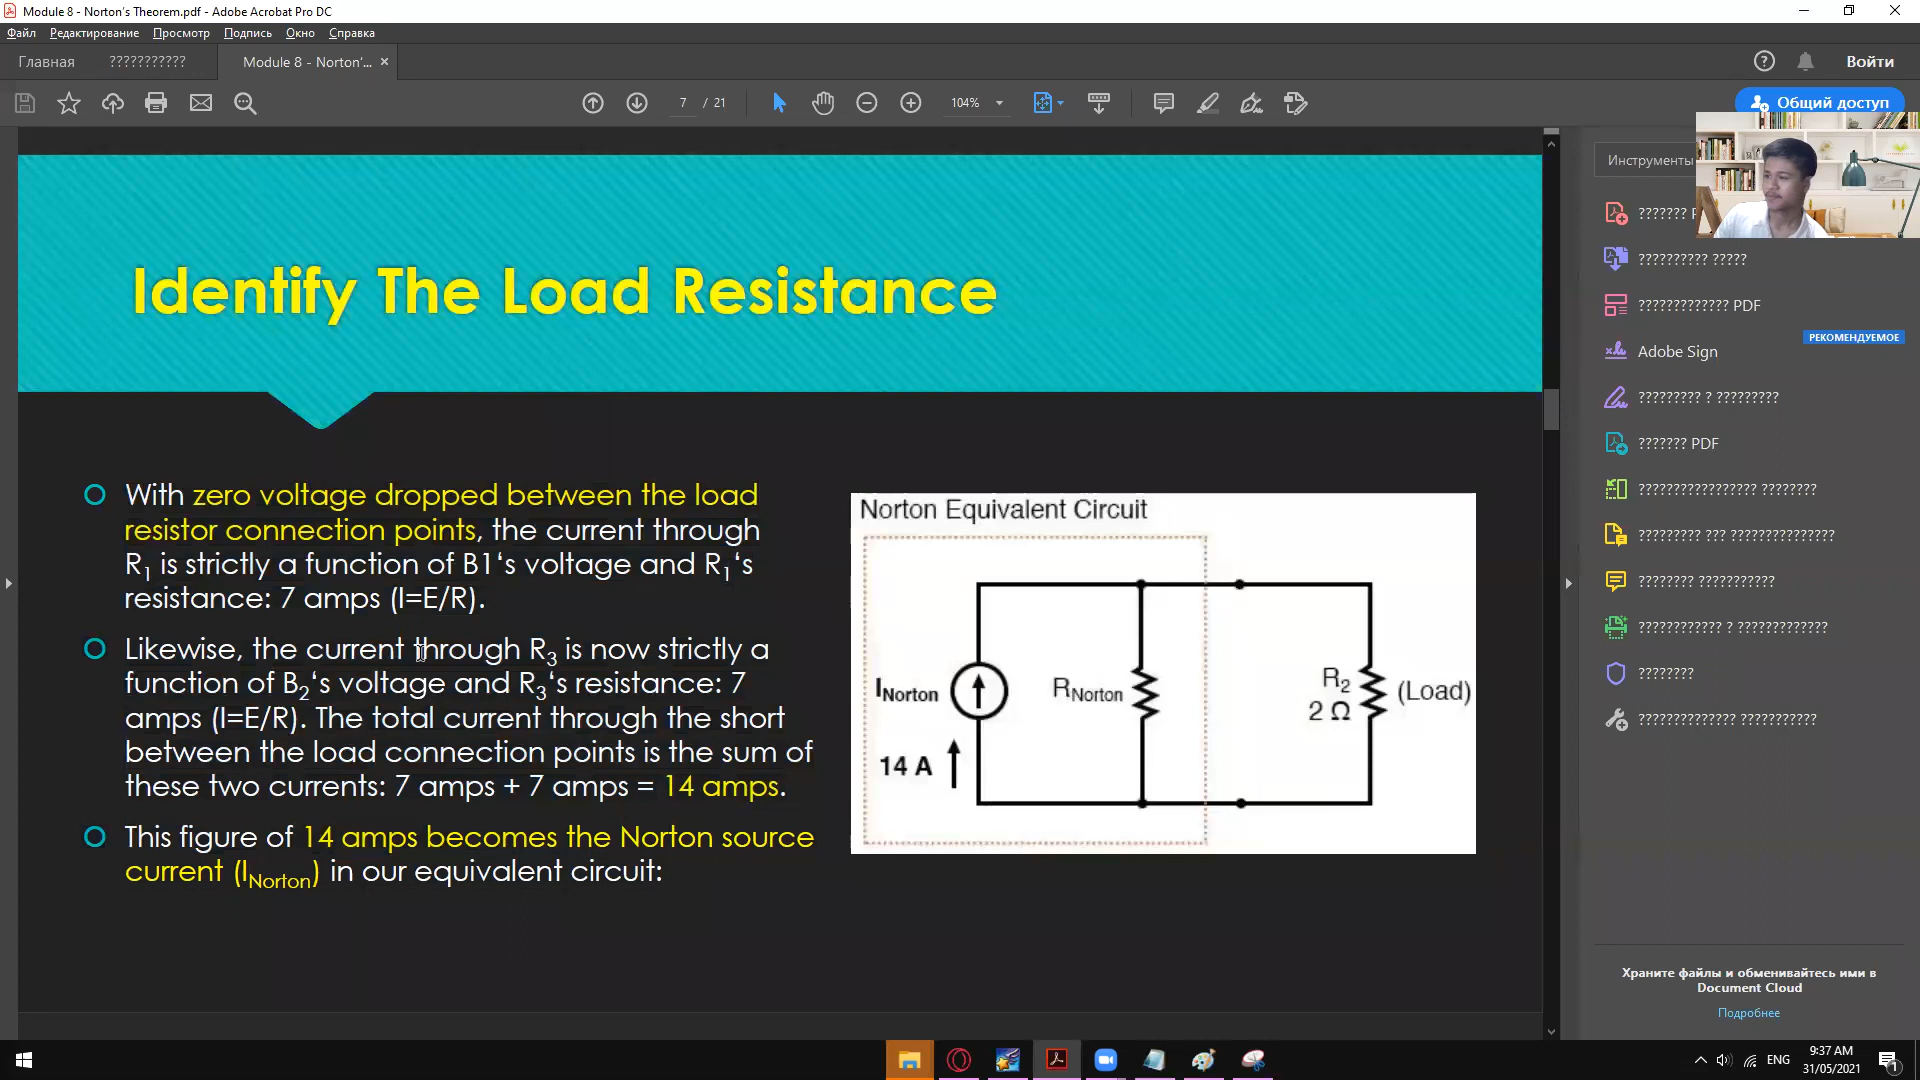 Module 8 - Norton's Theorem.pdf - Adobe Acrobat Pro DC
Файл Редактирование Просмотр Подпись Окно Справка
Главная ??????????? Module 8 - Norton'... × Войти
7 / 21 104% Общий доступ
Инструменты
Identify The Load Resistance
With zero voltage dropped between the load
resistor connection points, the current through
R1 is strictly a function of B1‘s voltage and R1‘s
resistance: 7 amps (I=E/R).
Likewise, the current through R3 is now strictly a
function of B2‘s voltage and R3‘s resistance: 7
amps (I=E/R). The total current through the short
between the load connection points is the sum of
these two currents: 7 amps + 7 amps = 14 amps.
This figure of 14 amps becomes the Norton source
current (INorton) in our equivalent circuit:
Norton Equivalent Circuit
INorton
14 A
RNorton
R2
2 Ω
(Load)
??????? P
?????????? ?????
????????????? PDF
РЕКОМЕНДУЕМОЕ
Adobe Sign
????????? ? ?????????
??????? PDF
????????????????? ????????
????????? ??? ???????????????
???????? ???????????
???????????? ? ?????????????
????????
?????????????? ???????????
Храните файлы и обменивайтесь ими в
Document Cloud
Подробнее
ENG
9:37 AM
31/05/2021
1